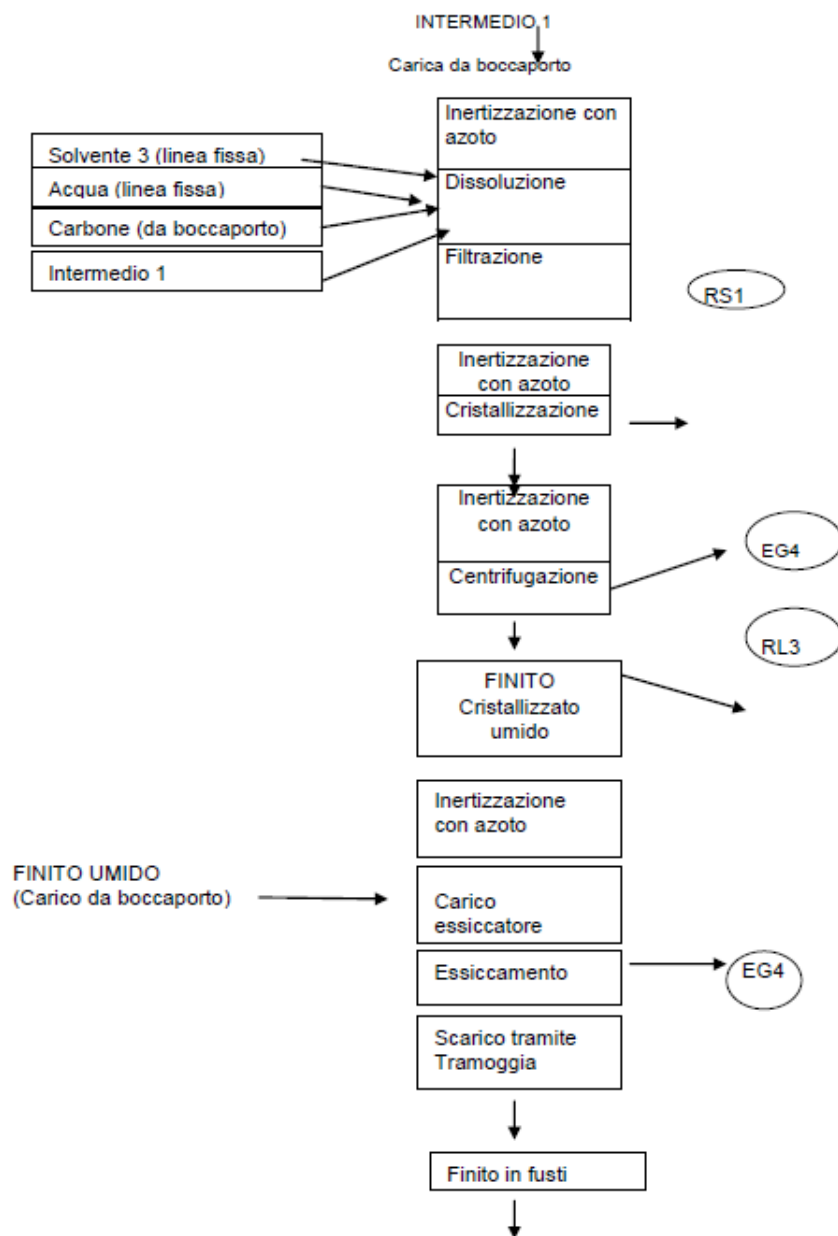 INTERMEDIO 1
Carica da boccaporto
Inertizzazione con
azoto
Solvente 3 (linea fissa)
Acqua (linea fissa)
Carbone (da boccaporto)
Intermedio 1
Dissoluzione
Filtrazione
RS1
Inertizzazione
con azoto
Cristallizzazione
Inertizzazione
con azoto
EG4
Centrifugazione
RL3
FINITO
Cristallizzato
umido
Inertizzazione
con azoto
FINITO UMIDO
(Carico da boccaporto)
Carico
essiccatore
Essiccamento
EG4
Scarico tramite
Tramoggia
Finito in fusti